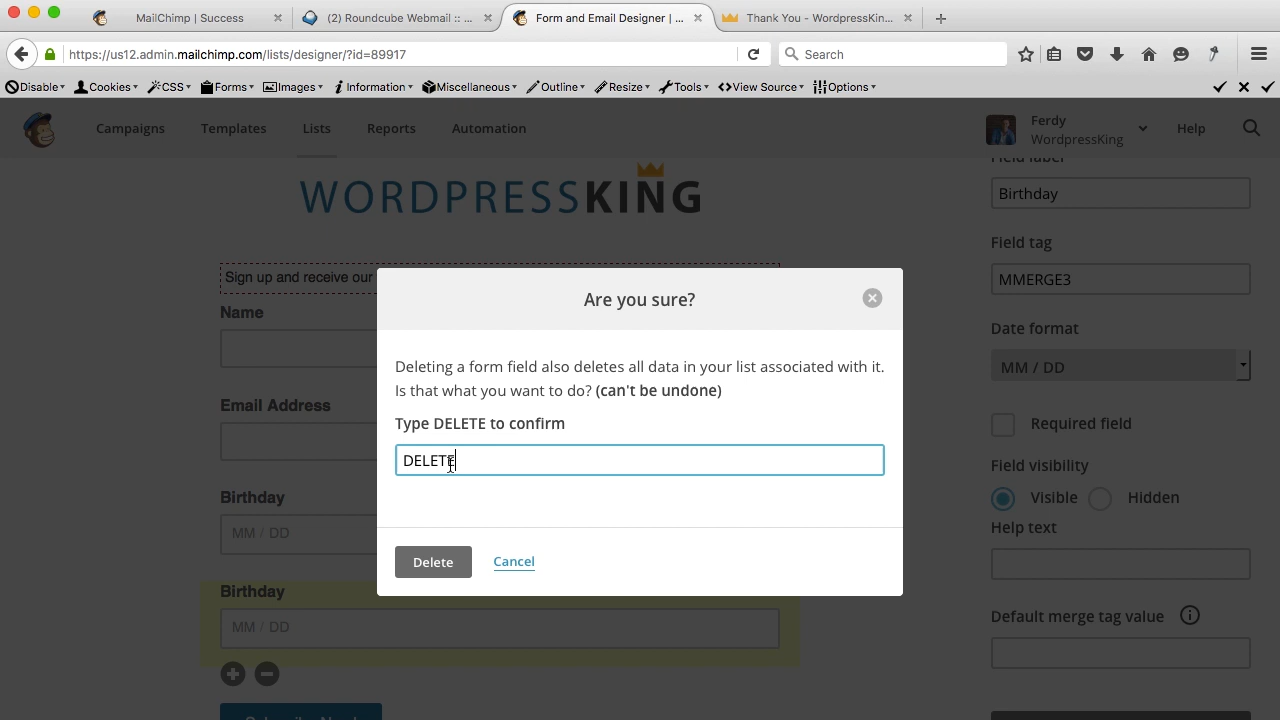 MailChimp | Success
(2) Roundcube Webmail :: ...
Form and Email Designer | ...
Thank You - WordpressKin...
https://us12.admin.mailchimp.com/lists/designer/?id=89917
Search
Disable Cookies CSS Forms Images Information Miscellaneous Outline Resize Tools View Source Options
Campaigns Templates Lists Reports Automation
Ferdy
WordpressKing
Help
WORDPRESSKING
Sign up and receive our
Name
Email Address
Birthday
MM / DD
Birthday
MM / DD
Are you sure?
Deleting a form field also deletes all data in your list associated with it.
Is that what you want to do? (can't be undone)
Type DELETE to confirm
DELETE
Delete Cancel
Field label
Birthday
Field tag
MMERGE3
Date format
MM / DD
Required field
Field visibility
Visible Hidden
Help text
Default merge tag value